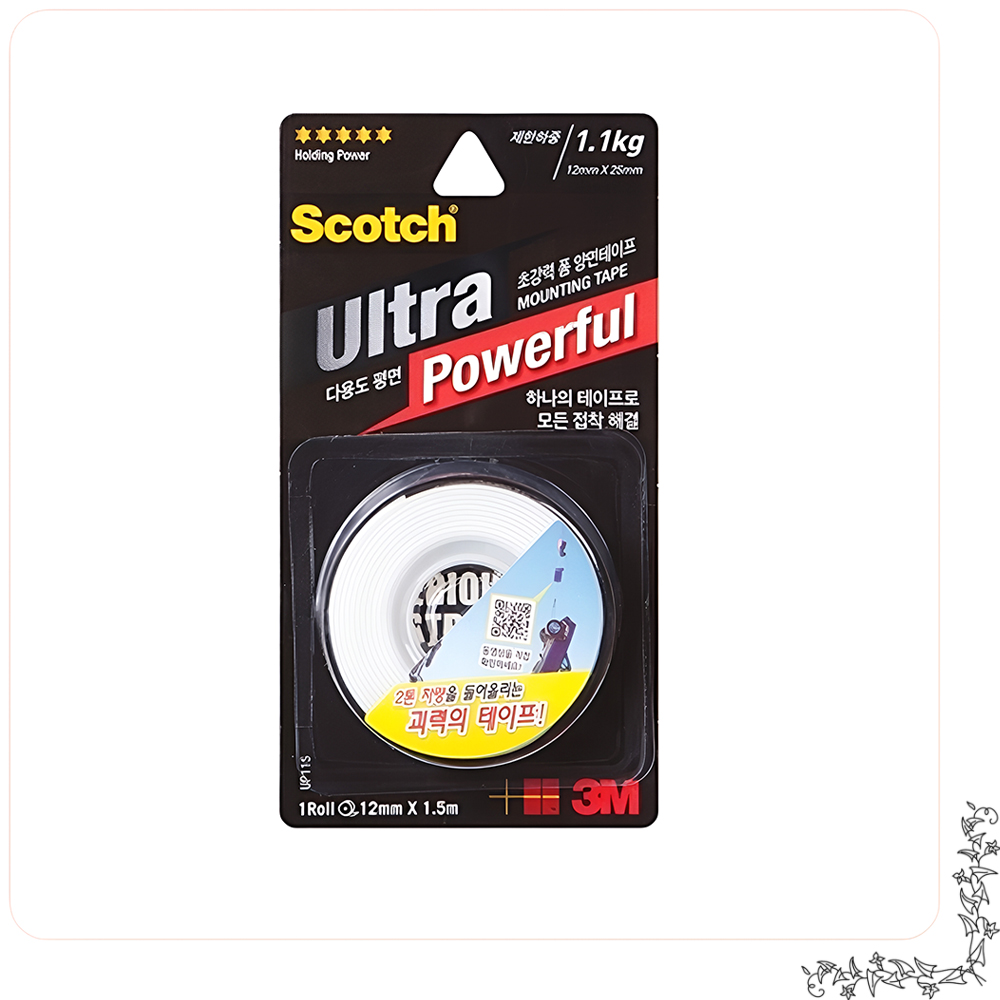 Holding Power
제한하중
1.1kg
12mm X 25mm
Scotch®
초강력 폼 양면테이프
MOUNTING TAPE
Ultra
Powerful
다용도 평면
하나의 테이프로
모든 접착 해결
2톤 차량을 들어올리는
괴력의 테이프!
UP11S
1Roll 12mm X 1.5m
3M